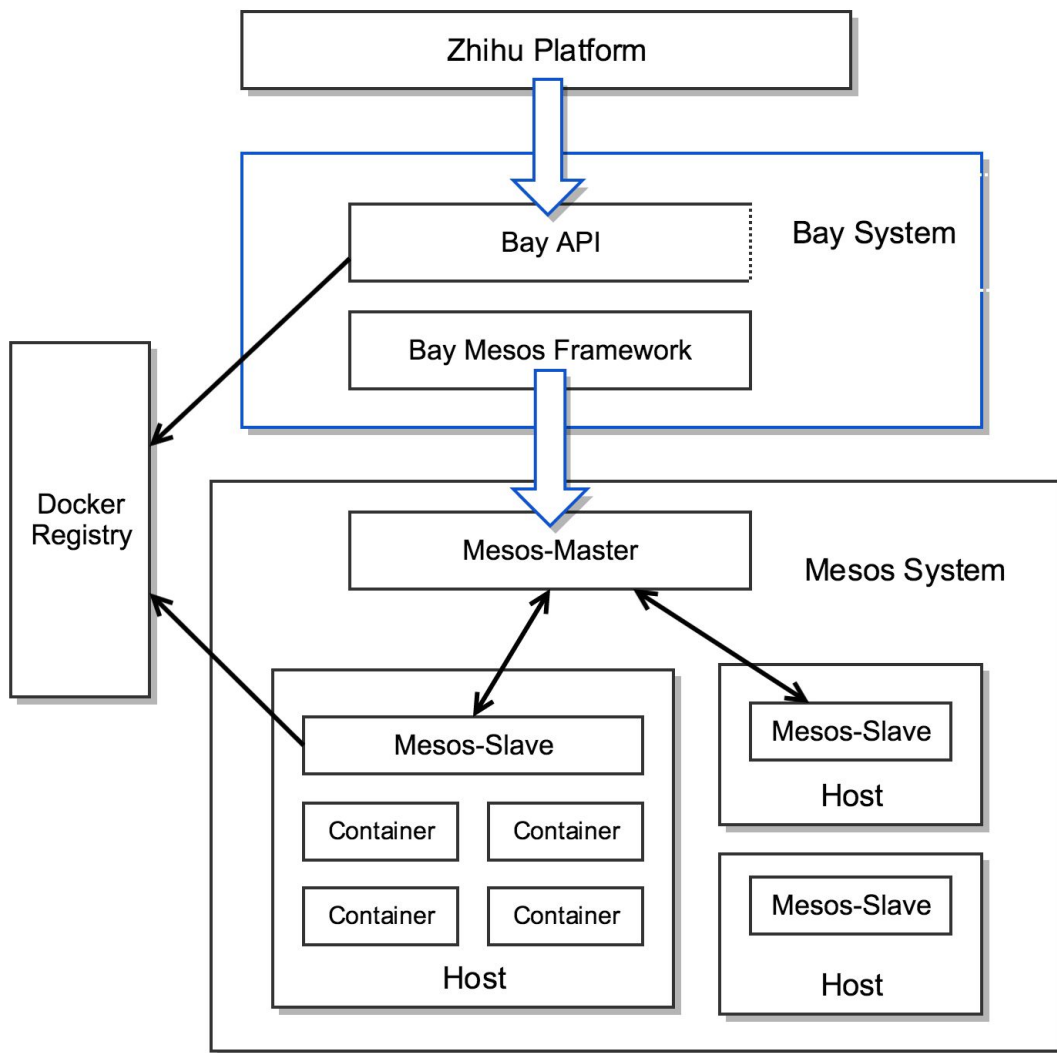 Zhihu Platform
Bay API
Bay System
Bay Mesos Framework
Docker
Registry
Mesos-Master
Mesos System
Mesos-Slave
Container
Container
Container
Container
Host
Mesos-Slave
Host
Mesos-Slave
Host